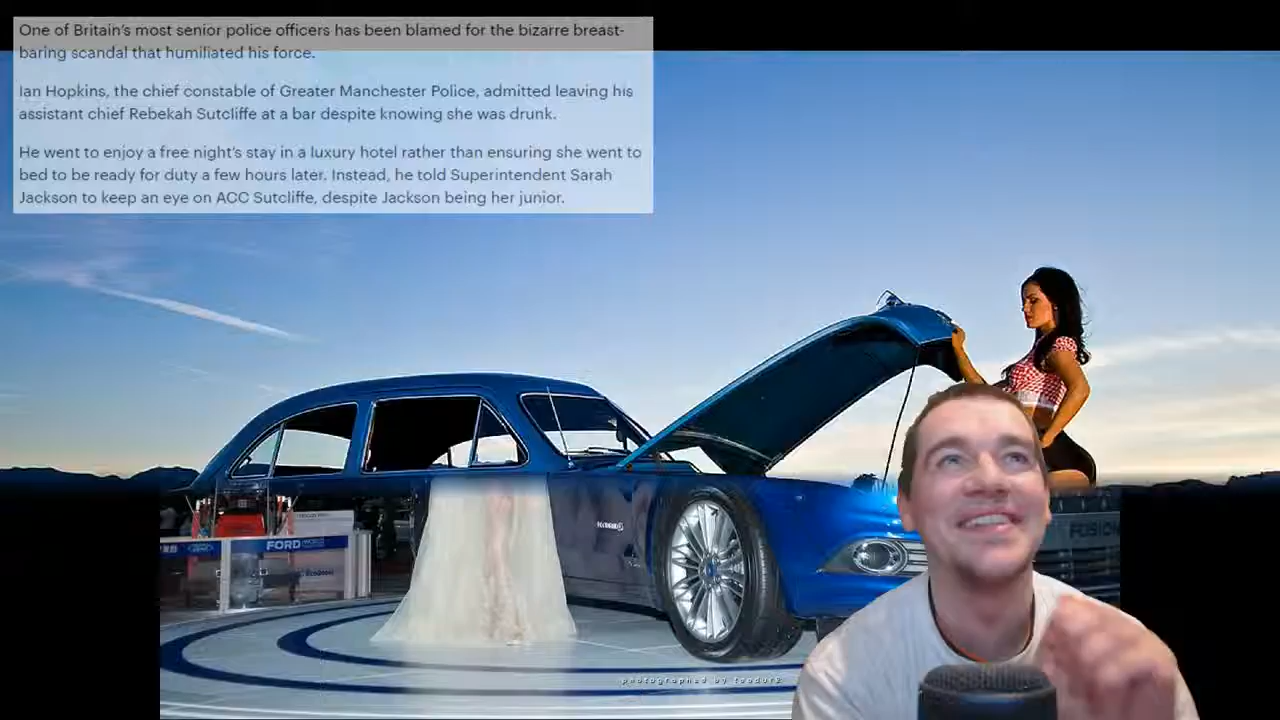 One of Britain's most senior police officers has been blamed for the bizarre breast-
baring scandal that humiliated his force.
Ian Hopkins, the chief constable of Greater Manchester Police, admitted leaving his
assistant chief Rebekah Sutcliffe at a bar despite knowing she was drunk.
He went to enjoy a free night's stay in a luxury hotel rather than ensuring she went to
bed to be ready for duty a few hours later. Instead, he told Superintendent Sarah
Jackson to keep an eye on ACC Sutcliffe, despite Jackson being her junior.
FORD
FUSION
photographed by